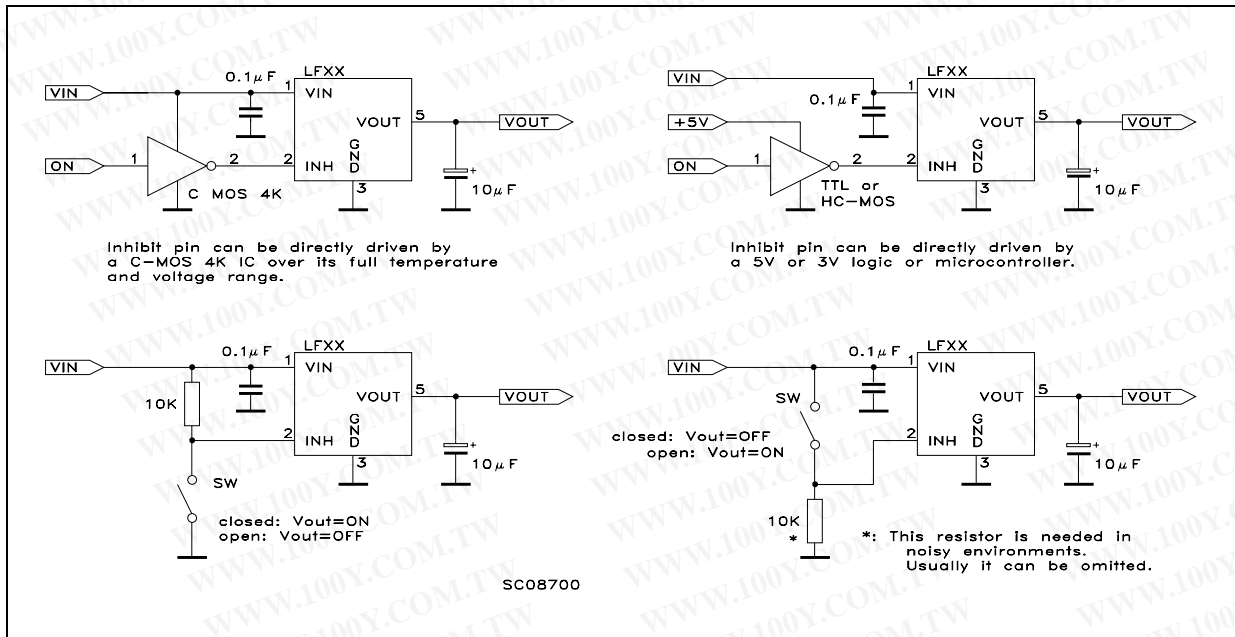 LFXX
0.1µF
VIN
1
VIN
VOUT
5
VOUT
ON
1
2
2
INH
GND
3
+
10µF
C MOS 4K
Inhibit pin can be directly driven by
a C-MOS 4K IC over its full temperature
and voltage range.
LFXX
VIN
0.1µF
1
VIN
+5V
VOUT
5
VOUT
ON
1
2
2
INH
GND
3
+
10µF
TTL or
HC-MOS
Inhibit pin can be directly driven by
a 5V or 3V logic or microcontroller.
LFXX
0.1µF
VIN
1
VIN
VOUT
5
VOUT
10K
2
INH
GND
3
+
10µF
SW
closed: Vout=ON
open: Vout=OFF
LFXX
0.1µF
VIN
1
VIN
SW
VOUT
5
VOUT
closed: Vout=OFF
open: Vout=ON
2
INH
GND
3
+
10µF
10K
*
*: This resistor is needed in
noisy environments.
Usually it can be omitted.
SC08700
WWW.100Y.COM.TW